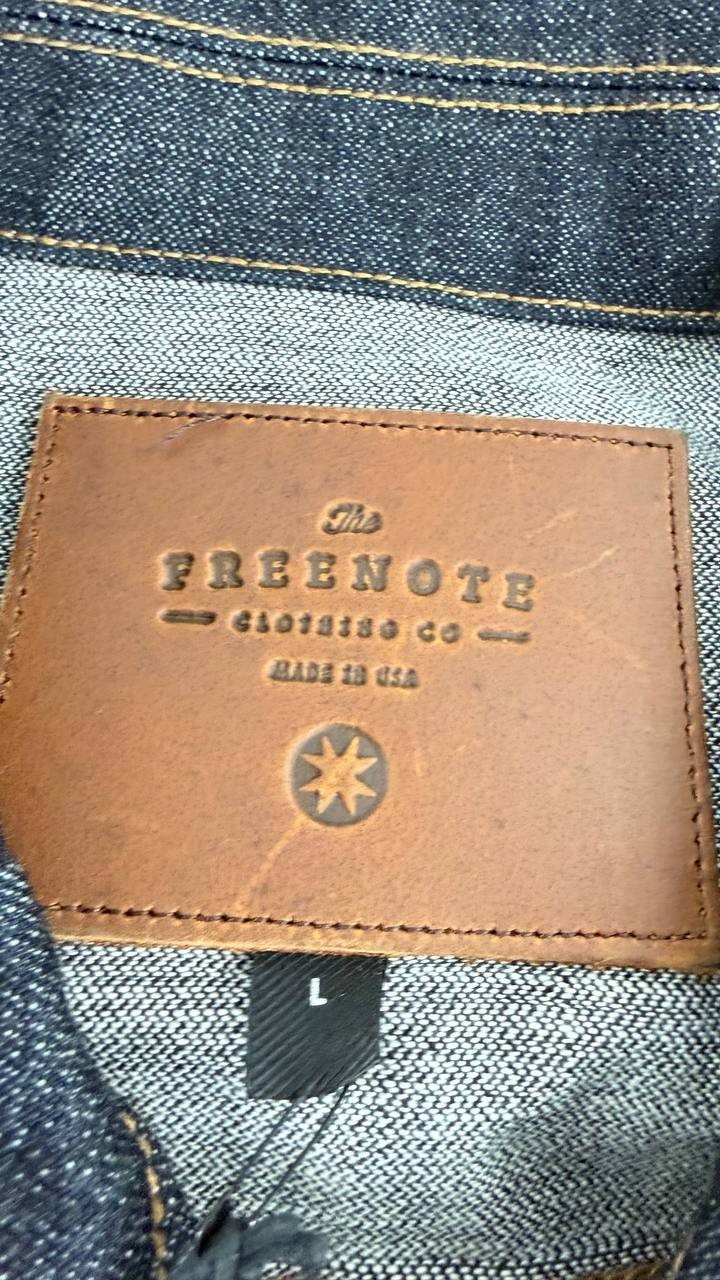 The
FREENOTE
CLOTHING CO
MADE IN USA
L